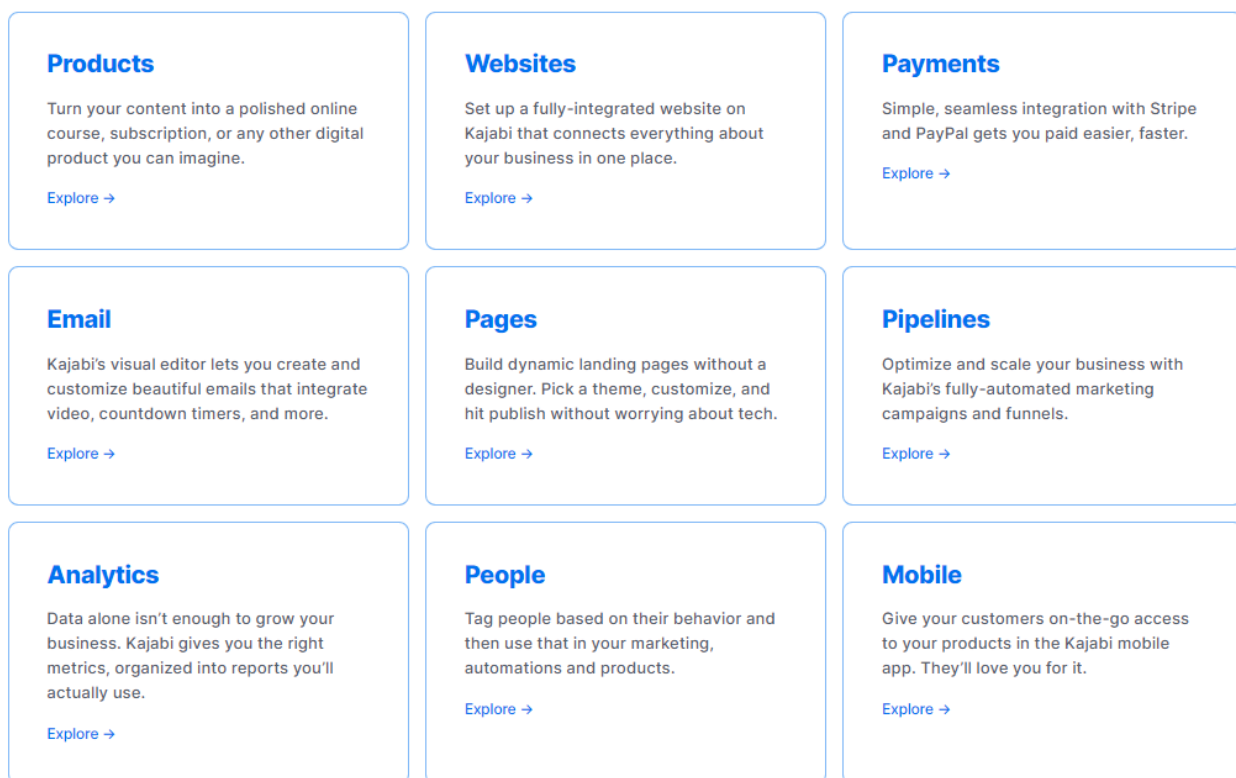 Products
Turn your content into a polished online
course, subscription, or any other digital
product you can imagine.
Explore →
Websites
Set up a fully-integrated website on
Kajabi that connects everything about
your business in one place.
Explore →
Payments
Simple, seamless integration with Stripe
and PayPal gets you paid easier, faster.
Explore →
Email
Kajabi’s visual editor lets you create and
customize beautiful emails that integrate
video, countdown timers, and more.
Explore →
Pages
Build dynamic landing pages without a
designer. Pick a theme, customize, and
hit publish without worrying about tech.
Explore →
Pipelines
Optimize and scale your business with
Kajabi’s fully-automated marketing
campaigns and funnels.
Explore →
Analytics
Data alone isn’t enough to grow your
business. Kajabi gives you the right
metrics, organized into reports you’ll
actually use.
Explore →
People
Tag people based on their behavior and
then use that in your marketing,
automations and products.
Explore →
Mobile
Give your customers on-the-go access
to your products in the Kajabi mobile
app. They’ll love you for it.
Explore →